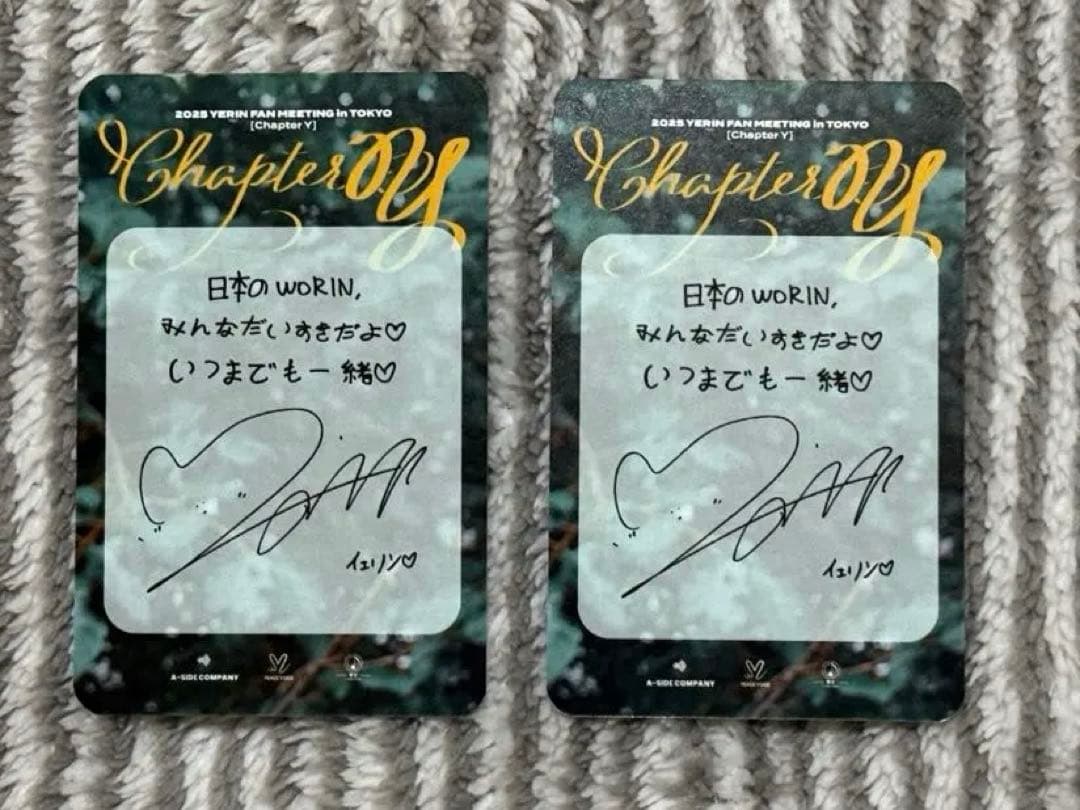 2025 YERIN FAN MEETING in TOKYO
[Chapter Y]
Chapter Y
日本のWORIN,
みんなだいすきだよ♡
いつまでも一緒♡
イェリン♡
A-SIDE COMPANY
2025 YERIN FAN MEETING in TOKYO
[Chapter Y]
Chapter Y
日本のWORIN,
みんなだいすきだよ♡
いつまでも一緒♡
イェリン♡
A-SIDE COMPANY